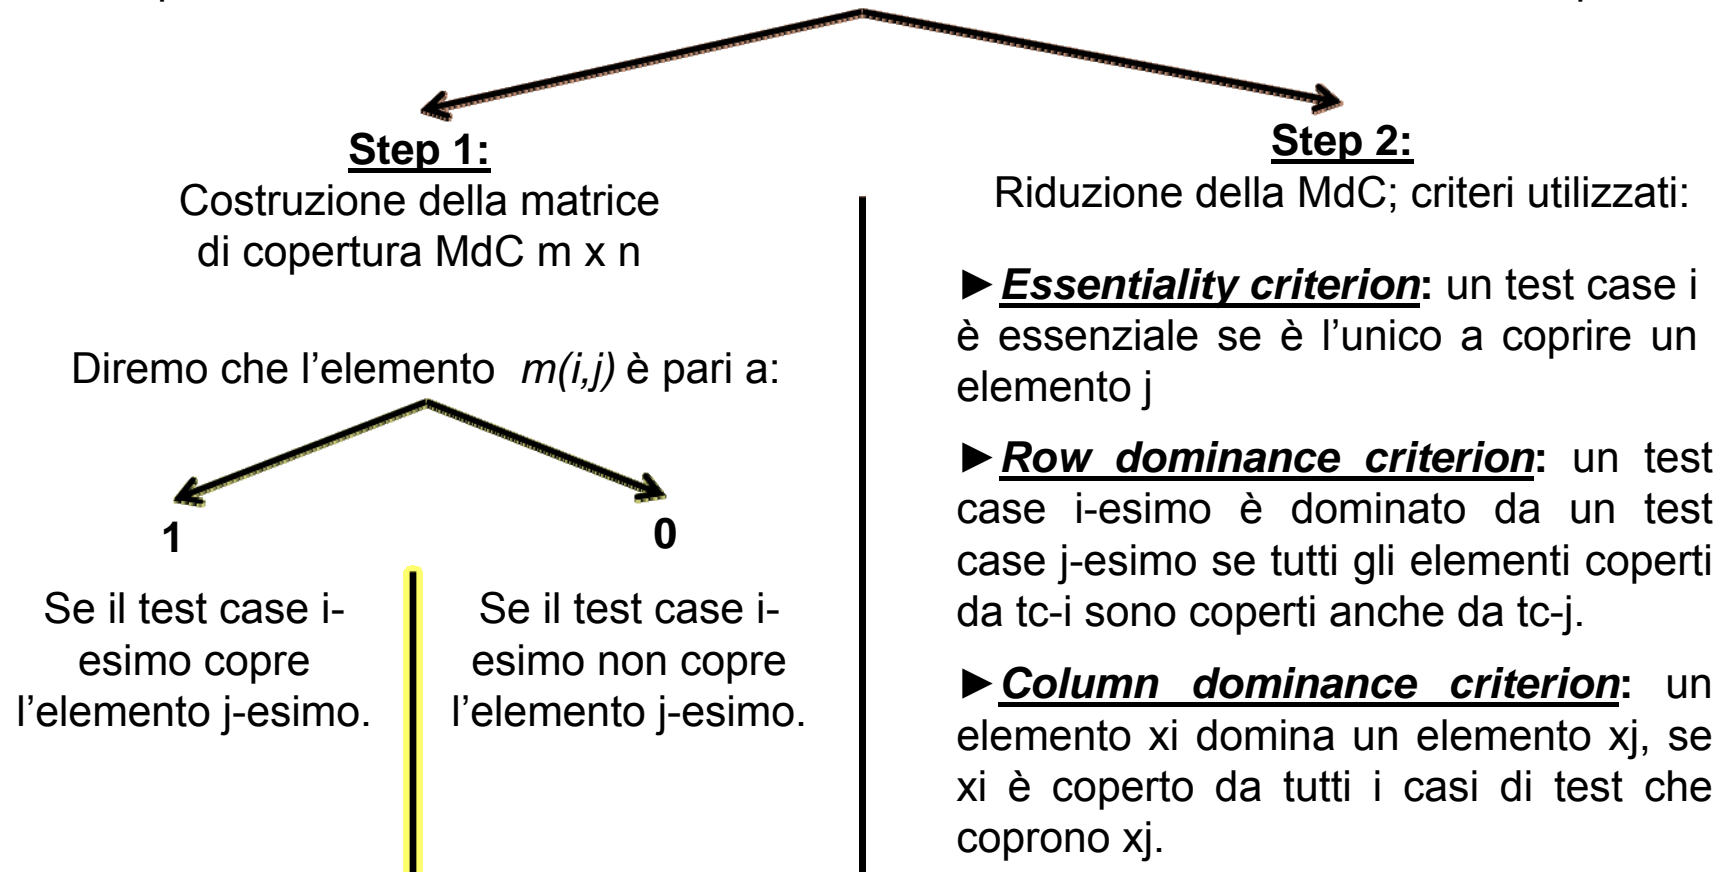 Step 1:
Costruzione della matrice
di copertura MdC m x n
Diremo che l’elemento m(i,j) è pari a:
1
Se il test case i-
esimo copre
l’elemento j-esimo.
0
Se il test case i-
esimo non copre
l’elemento j-esimo.
Step 2:
Riduzione della MdC; criteri utilizzati:
►Essentiality criterion: un test case i
è essenziale se è l’unico a coprire un
elemento j
►Row dominance criterion: un test
case i-esimo è dominato da un test
case j-esimo se tutti gli elementi coperti
da tc-i sono coperti anche da tc-j.
►Column dominance criterion: un
elemento xi domina un elemento xj, se
xi è coperto da tutti i casi di test che
coprono xj.